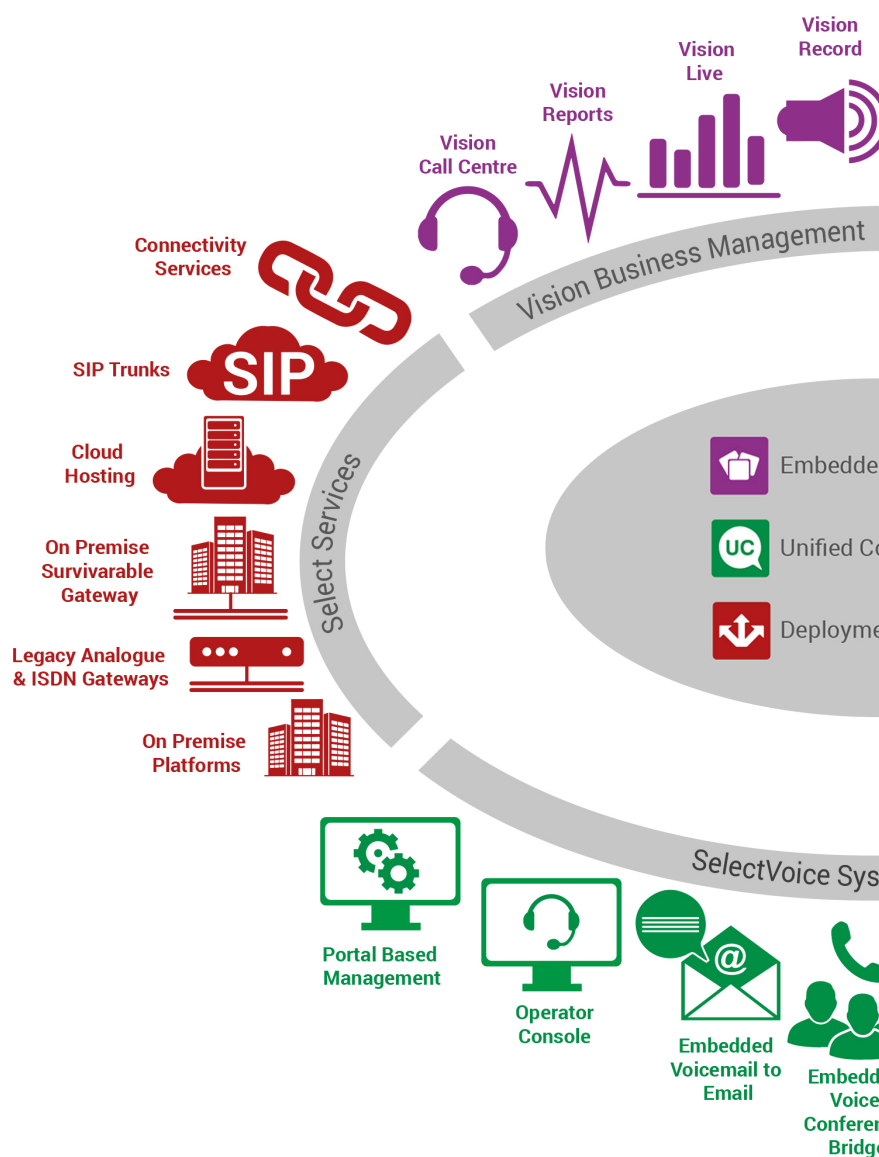 Vision
Record
Vision
Live
Vision
Reports
Vision
Call Centre
Vision Business Management
Connectivity
Services
SIP Trunks
SIP
Cloud
Hosting
On Premise
Survivarable
Gateway
Legacy Analogue
& ISDN Gateways
On Premise
Platforms
Select Services
Embedde
UC
Unified Co
Deployme
SelectVoice Sys
Portal Based
Management
Operator
Console
@
Embedded
Voicemail to
Email
Embedd
Voice
Conferen
Bridge